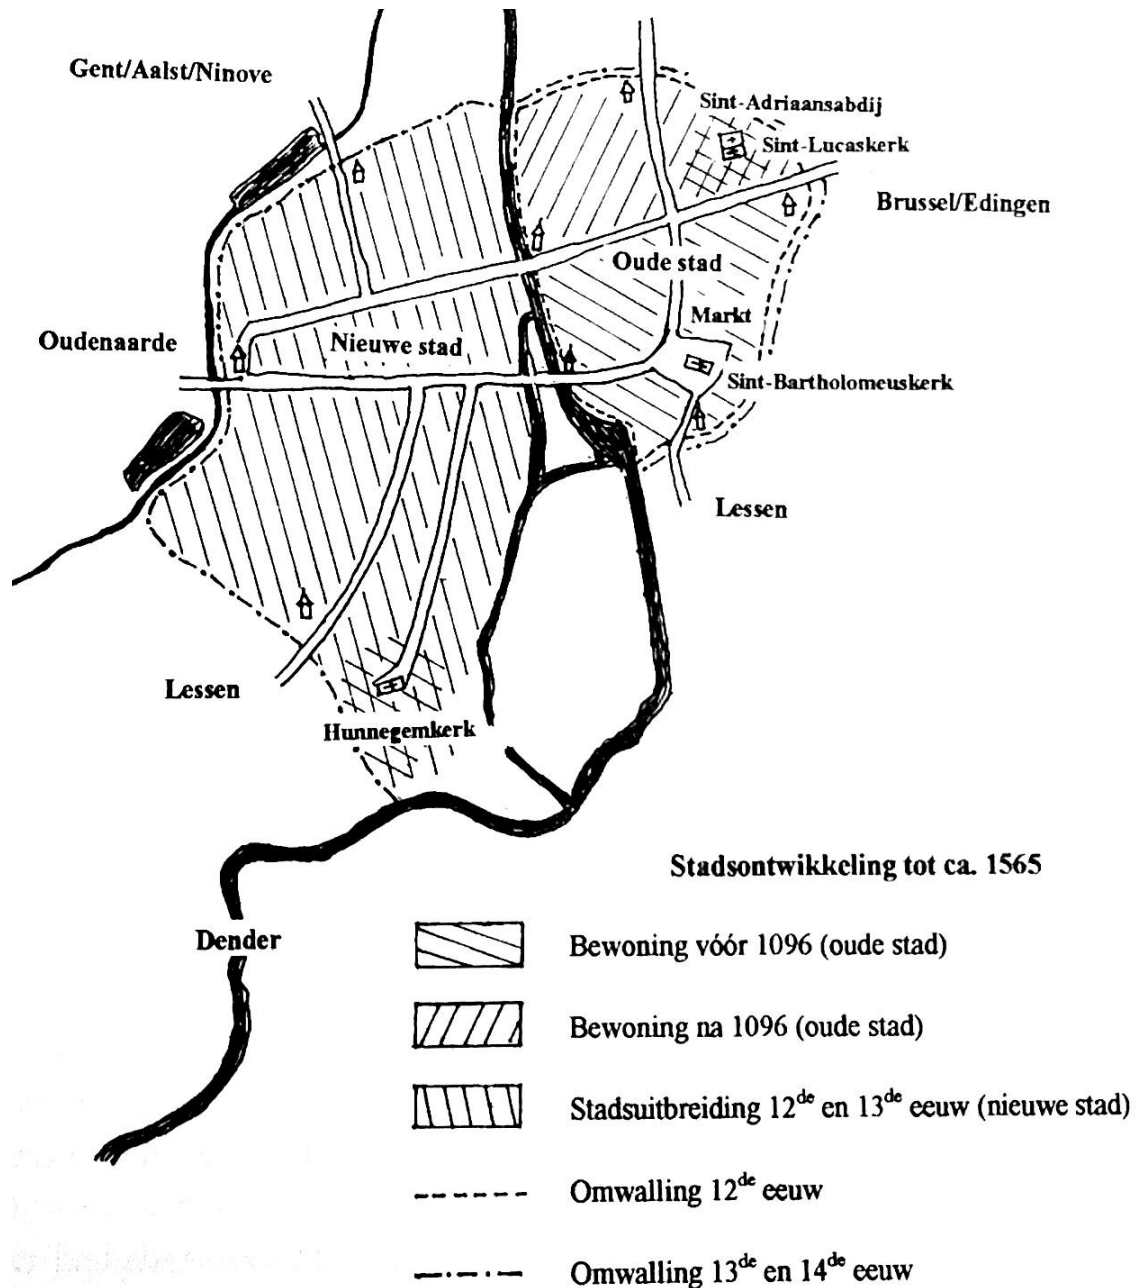 Gent/Aalst/Ninove
Sint-Adriaansabdij
Sint-Lucaskerk
Brussel/Edingen
Oude stad
Markt
Oudenaarde
Nieuwe stad
Sint-Bartholomeuskerk
Lessen
Lessen
Hunnegemkerk
Dender
Stadsontwikkeling tot ca. 1565
Bewoning vóór 1096 (oude stad)
Bewoning na 1096 (oude stad)
Stadsuitbreiding 12de en 13de eeuw (nieuwe stad)
Omwalling 12de eeuw
Omwalling 13de en 14de eeuw